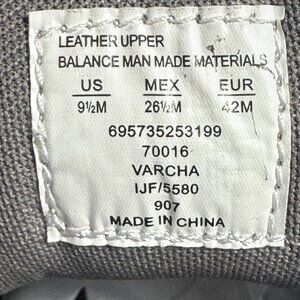 LEATHER UPPER
BALANCE MAN MADE MATERIALS
US MEX EUR
9½M 26½M 42M
695735253199
70016
VARCHA
IJF/5580
907
MADE IN CHINA